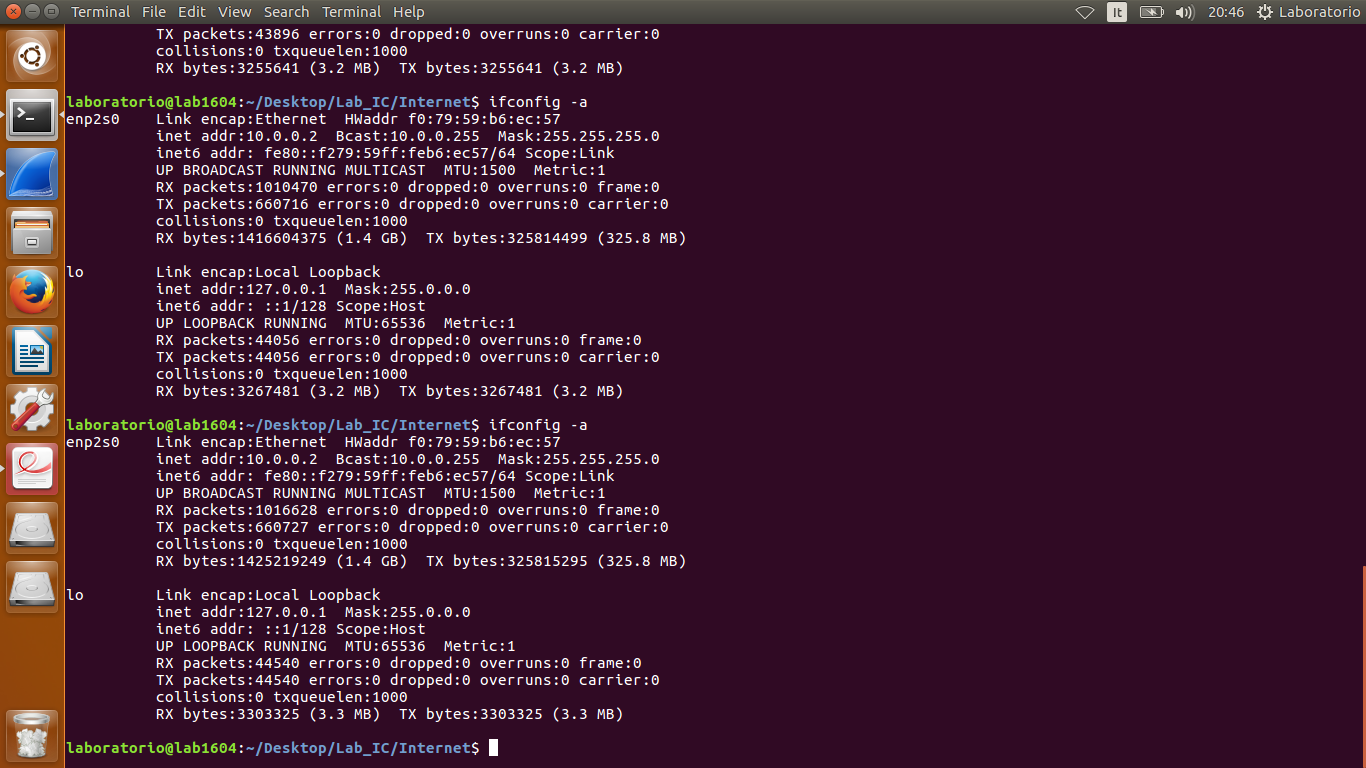 Terminal File Edit View Search Terminal Help It 20:46 Laboratorio
TX packets:43896 errors:0 dropped:0 overruns:0 carrier:0
collisions:0 txqueuelen:1000
RX bytes:3255641 (3.2 MB)  TX bytes:3255641 (3.2 MB)
laboratorio@lab1604:~/Desktop/Lab_IC/Internet$ ifconfig -a
enp2s0    Link encap:Ethernet  HWaddr f0:79:59:b6:ec:57
inet addr:10.0.0.2  Bcast:10.0.0.255  Mask:255.255.255.0
inet6 addr: fe80::f279:59ff:feb6:ec57/64 Scope:Link
UP BROADCAST RUNNING MULTICAST  MTU:1500  Metric:1
RX packets:1010470 errors:0 dropped:0 overruns:0 frame:0
TX packets:660716 errors:0 dropped:0 overruns:0 carrier:0
collisions:0 txqueuelen:1000
RX bytes:1416604375 (1.4 GB)  TX bytes:325814499 (325.8 MB)
lo        Link encap:Local Loopback
inet addr:127.0.0.1  Mask:255.0.0.0
inet6 addr: ::1/128 Scope:Host
UP LOOPBACK RUNNING  MTU:65536  Metric:1
RX packets:44056 errors:0 dropped:0 overruns:0 frame:0
TX packets:44056 errors:0 dropped:0 overruns:0 carrier:0
collisions:0 txqueuelen:1000
RX bytes:3267481 (3.2 MB)  TX bytes:3267481 (3.2 MB)
laboratorio@lab1604:~/Desktop/Lab_IC/Internet$ ifconfig -a
enp2s0    Link encap:Ethernet  HWaddr f0:79:59:b6:ec:57
inet addr:10.0.0.2  Bcast:10.0.0.255  Mask:255.255.255.0
inet6 addr: fe80::f279:59ff:feb6:ec57/64 Scope:Link
UP BROADCAST RUNNING MULTICAST  MTU:1500  Metric:1
RX packets:1016628 errors:0 dropped:0 overruns:0 frame:0
TX packets:660727 errors:0 dropped:0 overruns:0 carrier:0
collisions:0 txqueuelen:1000
RX bytes:1425219249 (1.4 GB)  TX bytes:325815295 (325.8 MB)
lo        Link encap:Local Loopback
inet addr:127.0.0.1  Mask:255.0.0.0
inet6 addr: ::1/128 Scope:Host
UP LOOPBACK RUNNING  MTU:65536  Metric:1
RX packets:44540 errors:0 dropped:0 overruns:0 frame:0
TX packets:44540 errors:0 dropped:0 overruns:0 carrier:0
collisions:0 txqueuelen:1000
RX bytes:3303325 (3.3 MB)  TX bytes:3303325 (3.3 MB)
laboratorio@lab1604:~/Desktop/Lab_IC/Internet$